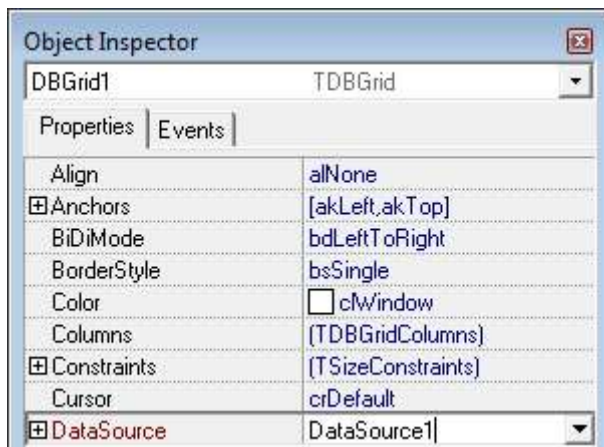 Object Inspector
DBGrid1 TDBGrid
Properties Events
Align alNone
Anchors [akLeft,akTop]
BiDiMode bdLeftToRight
BorderStyle bsSingle
Color clWindow
Columns (TDBGridColumns)
Constraints (TSizeConstraints)
Cursor crDefault
DataSource DataSource1